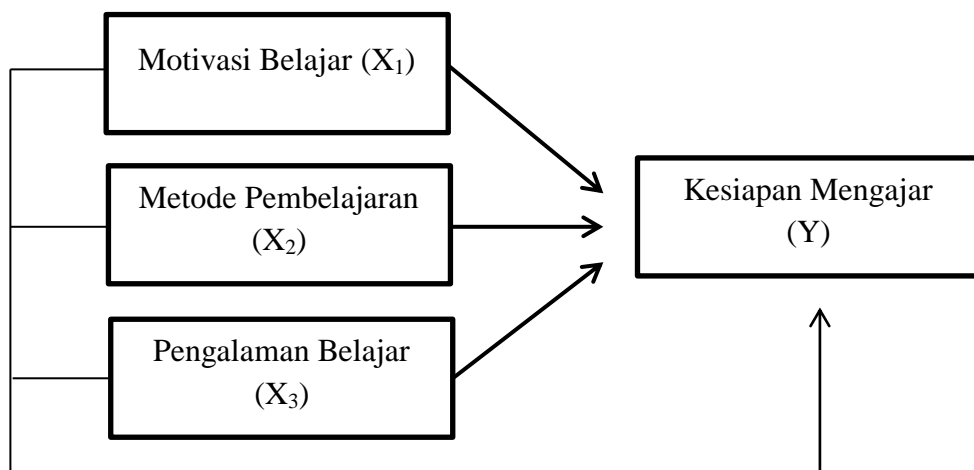 Motivasi Belajar (X₁)
Metode Pembelajaran
(X₂)
Pengalaman Belajar
(X₃)
Kesiapan Mengajar
(Y)